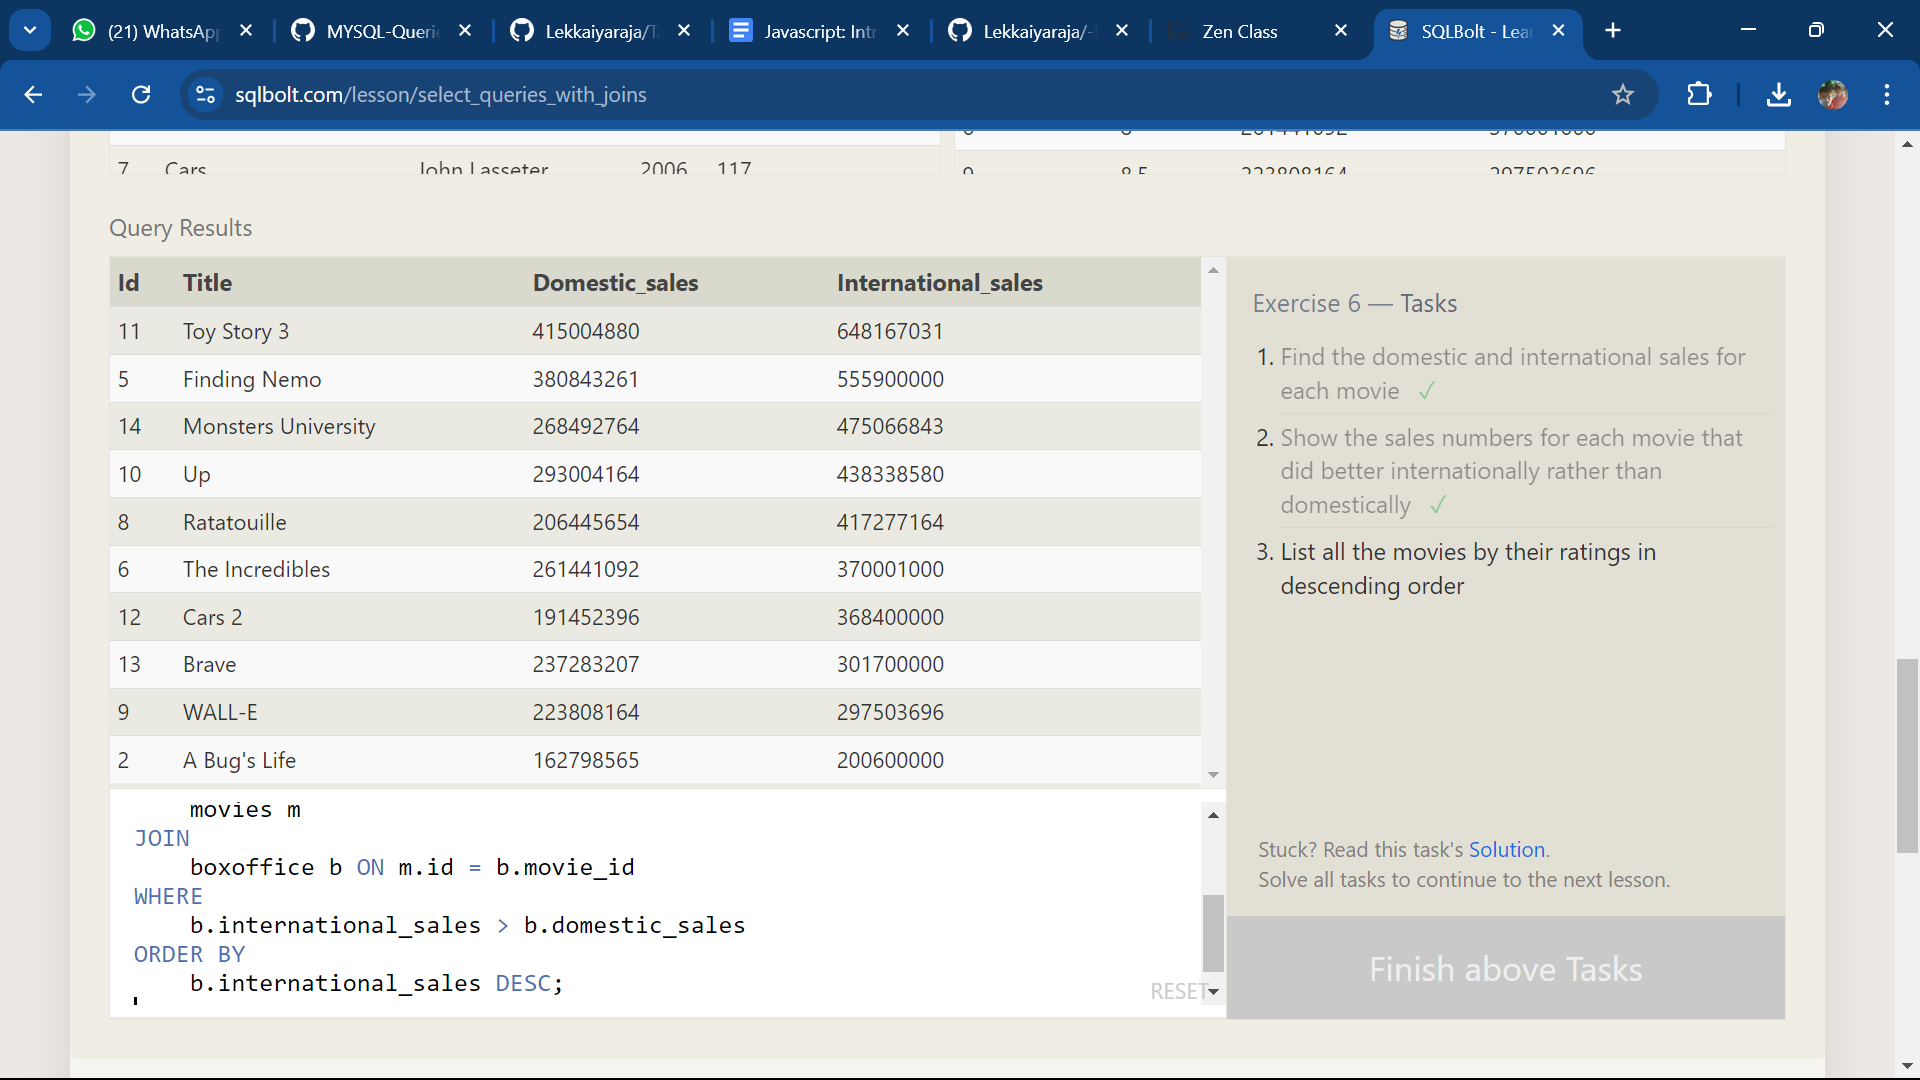 (21) WhatsApp
MYSQL-Queri
Lekkaiyaraja/T
Javascript: Int
Lekkaiyaraja/-
Zen Class
SQLBolt - Lear
sqlbolt.com/lesson/select_queries_with_joins
7 Cars John Lasseter 2006 117
9 8.5 223808164 297503696
Query Results
Id Title Domestic_sales International_sales
11 Toy Story 3 415004880 648167031
5 Finding Nemo 380843261 555900000
14 Monsters University 268492764 475066843
10 Up 293004164 438338580
8 Ratatouille 206445654 417277164
6 The Incredibles 261441092 370001000
12 Cars 2 191452396 368400000
13 Brave 237283207 301700000
9 WALL-E 223808164 297503696
2 A Bug's Life 162798565 200600000
movies m
JOIN
boxoffice b ON m.id = b.movie_id
WHERE
b.international_sales > b.domestic_sales
ORDER BY
b.international_sales DESC;
RESET
Exercise 6 — Tasks
1. Find the domestic and international sales for
each movie ✓
2. Show the sales numbers for each movie that
did better internationally rather than
domestically ✓
3. List all the movies by their ratings in
descending order
Stuck? Read this task's Solution.
Solve all tasks to continue to the next lesson.
Finish above Tasks